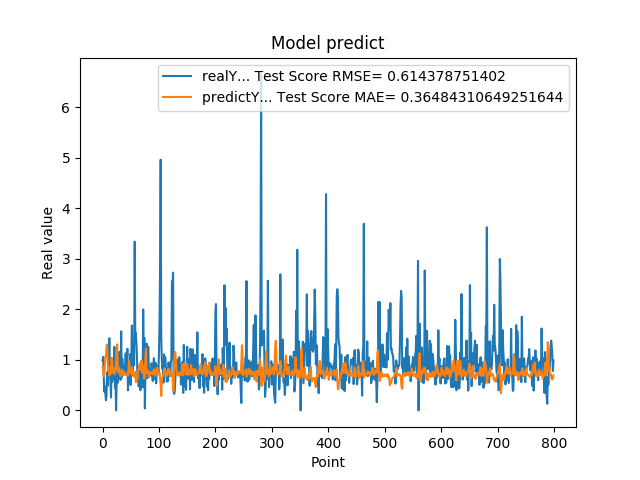 Model predict
realY... Test Score RMSE= 0.614378751402
predictY... Test Score MAE= 0.36484310649251644
6
5
4
3
2
1
0
Real value
0 100 200 300 400 500 600 700 800
Point